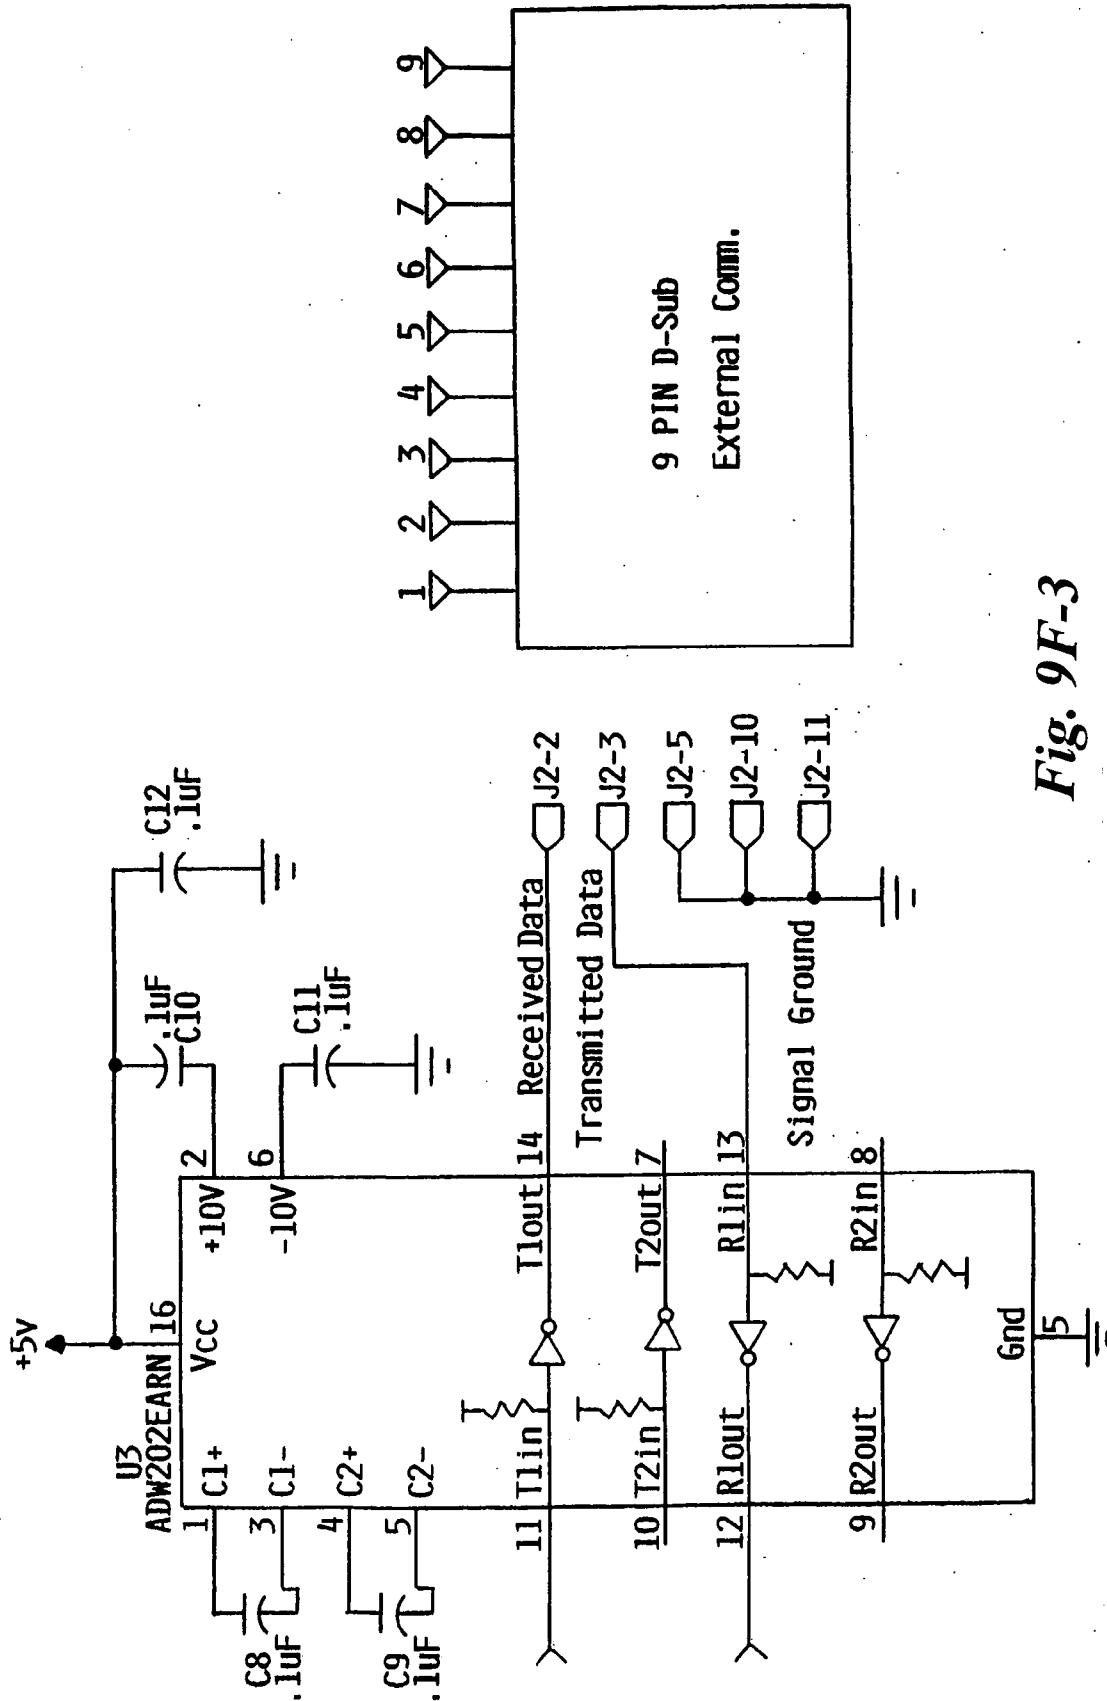 +5v
U3
ADW202EARN
16
VCC
1
C1+
3
C1-
4
C2+
5
C2-
C8
.1uF
C9
.1uF
+10V
2
-10V
6
.1uF
C10
C11
.1uF
C12
.1uF
11
T1in
T1out
14
Received Data
J2-2
10
T2in
T2out
7
Transmitted Data
J2-3
12
R1out
R1in
13
J2-5
J2-10
Signal Ground
J2-11
9
R2out
R2in
8
Gnd
5
1
2
3
4
5
6
7
8
9
9 PIN D-Sub
External Comm.
Fig. 9F-3